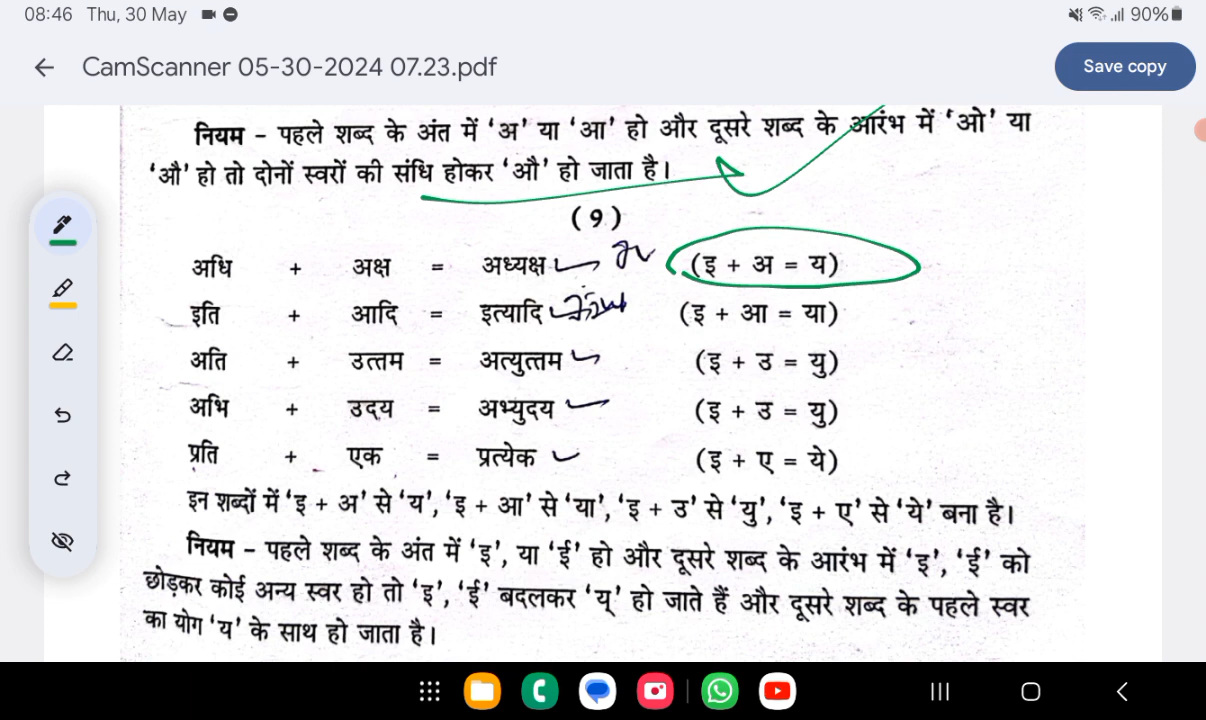 08:46 Thu, 30 May 90%
CamScanner 05-30-2024 07.23.pdf
Save copy
नियम – पहले शब्द के अंत में ‘अ’ या ‘आ’ हो और दूसरे शब्द के आरंभ में ‘ओ’ या
‘औ’ हो तो दोनों स्वरों की संधि होकर ‘औ’ हो जाता है।
(9)
अधि + अक्ष = अध्यक्ष (इ + अ = य)
इति + आदि = इत्यादि (इ + आ = या)
अति + उत्तम = अत्युत्तम (इ + उ = यु)
अभि + उदय = अभ्युदय (इ + उ = यु)
प्रति + एक = प्रत्येक (इ + ए = ये)
इन शब्दों में ‘इ + अ’ से ‘य’, ‘इ + आ’ से ‘या’, ‘इ + उ’ से ‘यु’, ‘इ + ए’ से ‘ये’ बना है।
नियम – पहले शब्द के अंत में ‘इ’, या ‘ई’ हो और दूसरे शब्द के आरंभ में ‘इ’, ‘ई’ को
छोड़कर कोई अन्य स्वर हो तो ‘इ’, ‘ई’ बदलकर ‘य्’ हो जाते हैं और दूसरे शब्द के पहले स्वर
का योग ‘य’ के साथ हो जाता है।